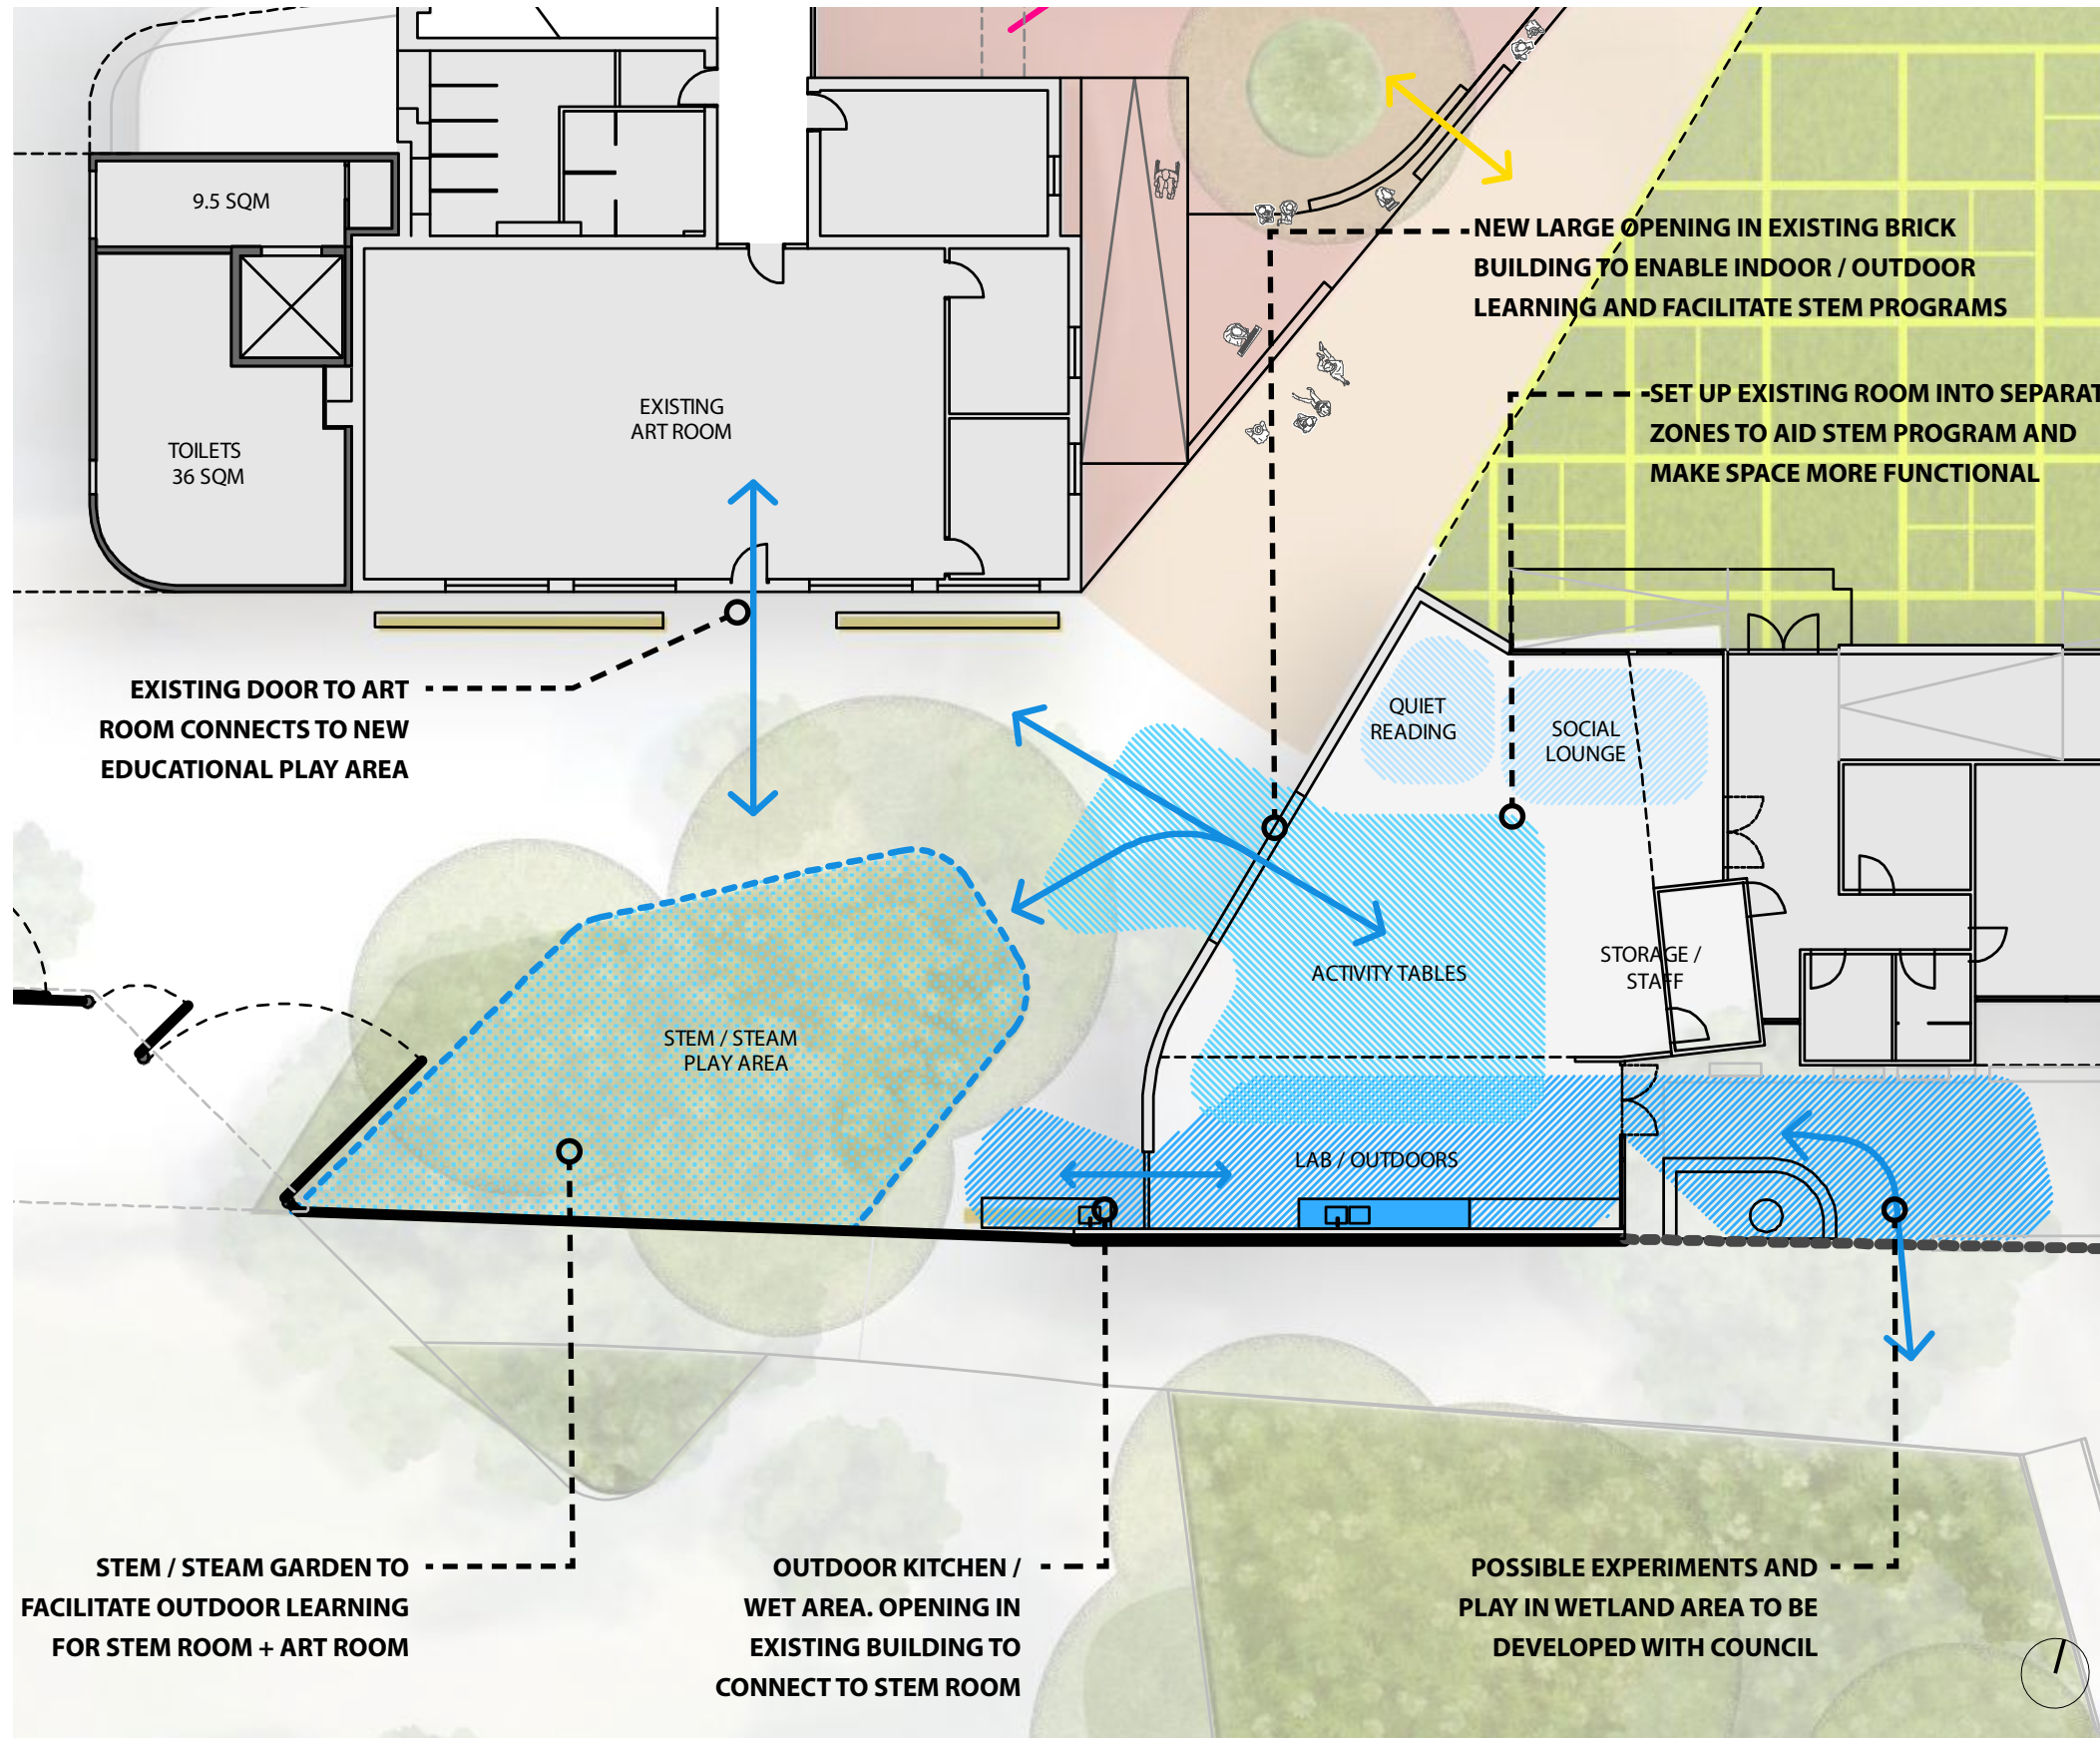 9.5 SQM
TOILETS
36 SQM
EXISTING
ART ROOM
NEW LARGE OPENING IN EXISTING BRICK
BUILDING TO ENABLE INDOOR / OUTDOOR
LEARNING AND FACILITATE STEM PROGRAMS
SET UP EXISTING ROOM INTO SEPARAT
ZONES TO AID STEM PROGRAM AND
MAKE SPACE MORE FUNCTIONAL
EXISTING DOOR TO ART
ROOM CONNECTS TO NEW
EDUCATIONAL PLAY AREA
QUIET
READING
SOCIAL
LOUNGE
ACTIVITY TABLES
STORAGE /
STAFF
STEM / STEAM
PLAY AREA
LAB / OUTDOORS
STEM / STEAM GARDEN TO
FACILITATE OUTDOOR LEARNING
FOR STEM ROOM + ART ROOM
OUTDOOR KITCHEN /
WET AREA. OPENING IN
EXISTING BUILDING TO
CONNECT TO STEM ROOM
POSSIBLE EXPERIMENTS AND
PLAY IN WETLAND AREA TO BE
DEVELOPED WITH COUNCIL